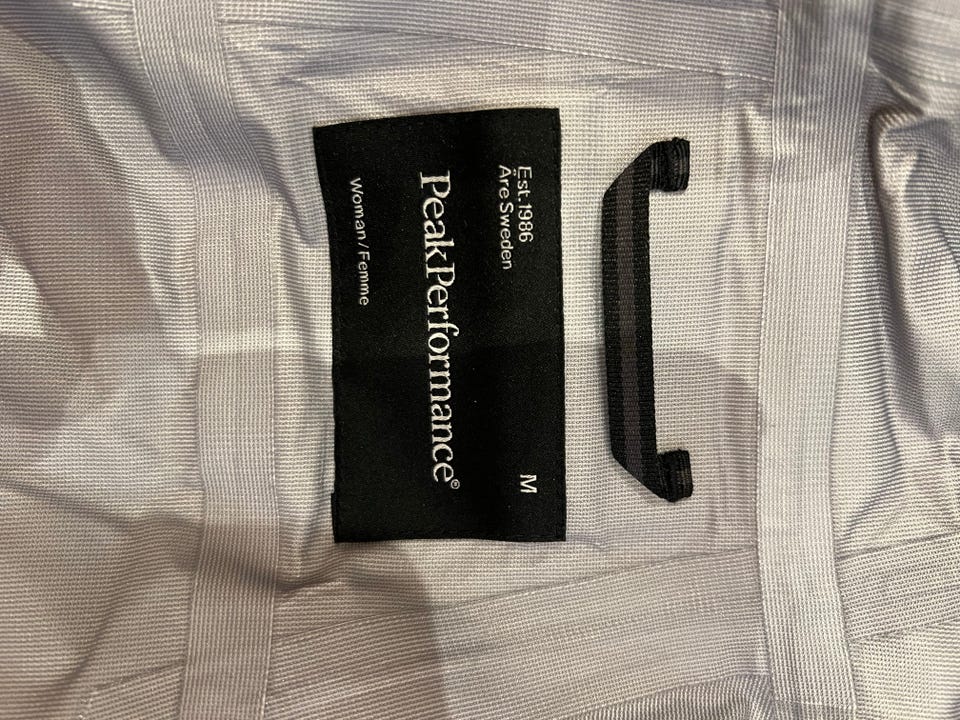 Est. 1986
Åre Sweden
M
PeakPerformance®
Woman/Femme